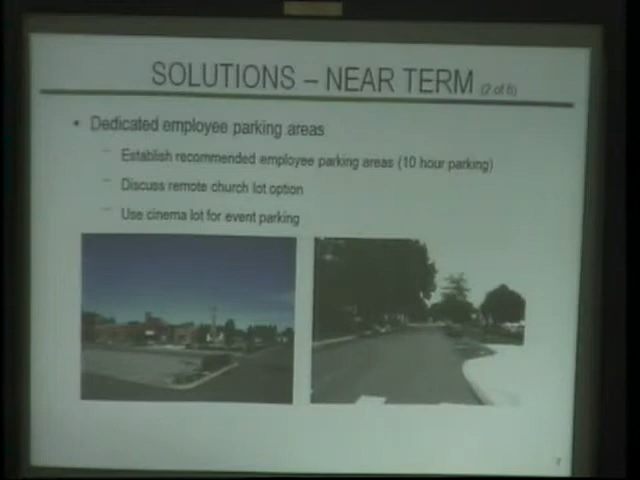 SOLUTIONS – NEAR TERM (2 of 6)
• Dedicated employee parking areas
– Establish recommended employee parking areas (10 hour parking)
– Discuss remote church lot option
– Use cinema lot for event parking